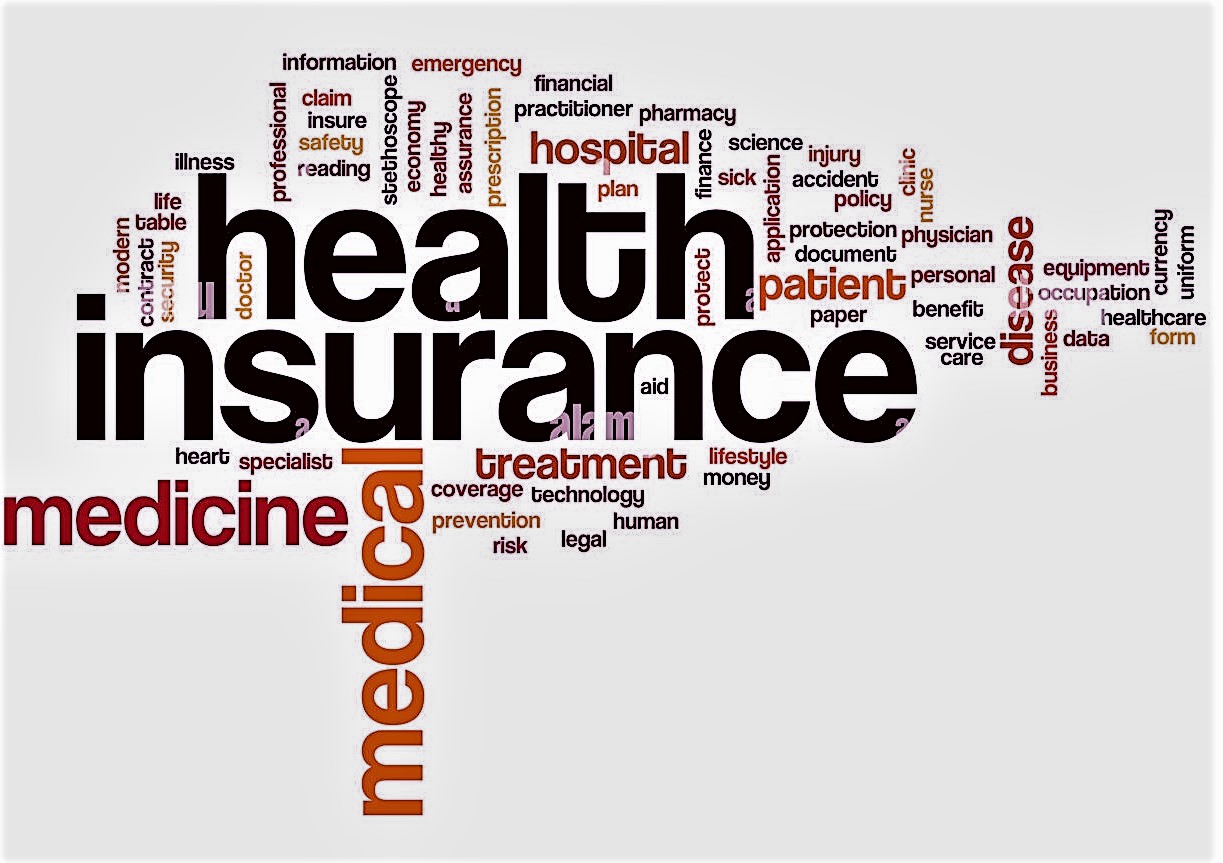 information
emergency
financial
professional
claim
stethoscope
economy
healthy
assurance
prescription
practitioner
pharmacy
insure
safety
hospital
finance
science
injury
clinic
illness
reading
plan
sick
application
accident
nurse
life
policy
modern
table
health
protection
physician
disease
currency
uniform
contract
security
doctor
protect
document
patient
personal
equipment
occupation
paper
benefit
healthcare
insurance
service
business
data
form
care
aid
alam
a
heart
specialist
medical
treatment
lifestyle
money
medicine
coverage
technology
prevention
human
risk
legal